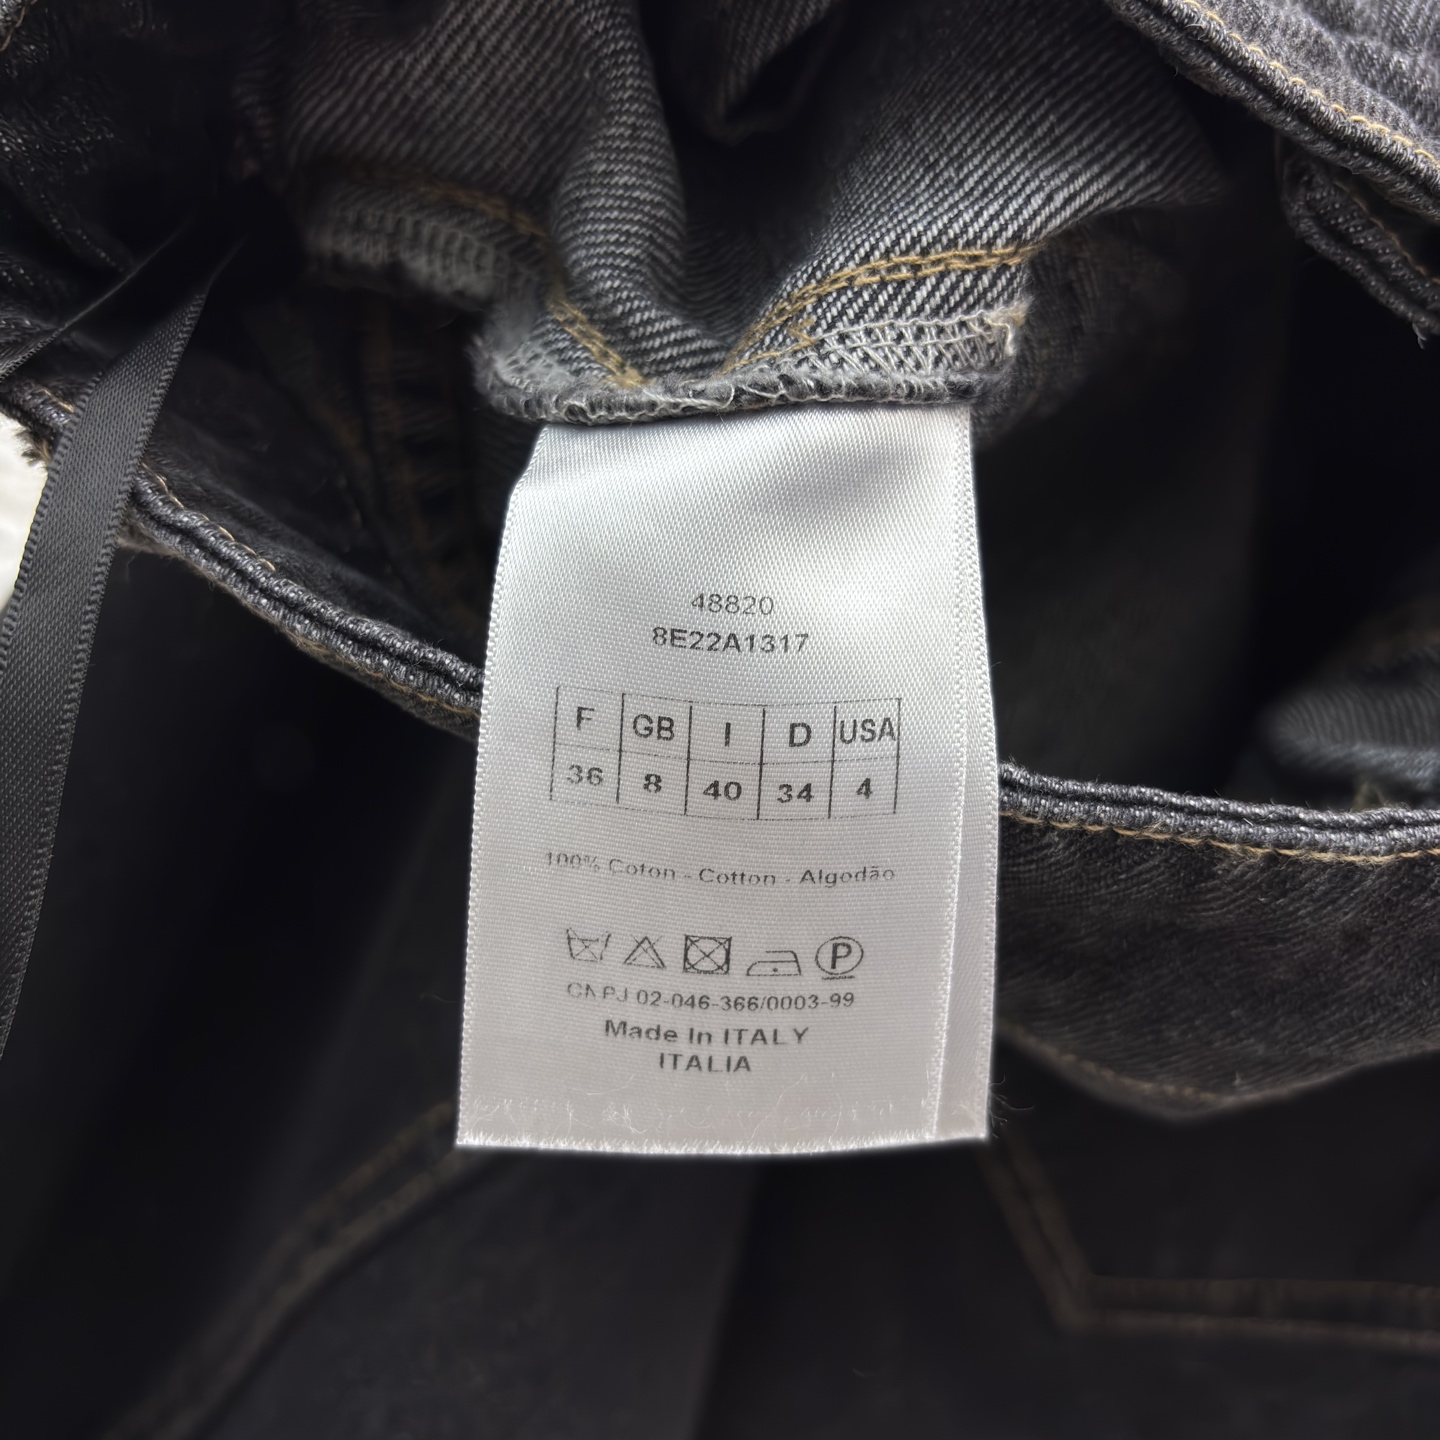 48820
8E22A1317
F GB I D USA
36 8 40 34 4
100% Coton - Cotton - Algodão
P
CNPJ 02-046-366/0003-99
Made In ITALY
ITALIA